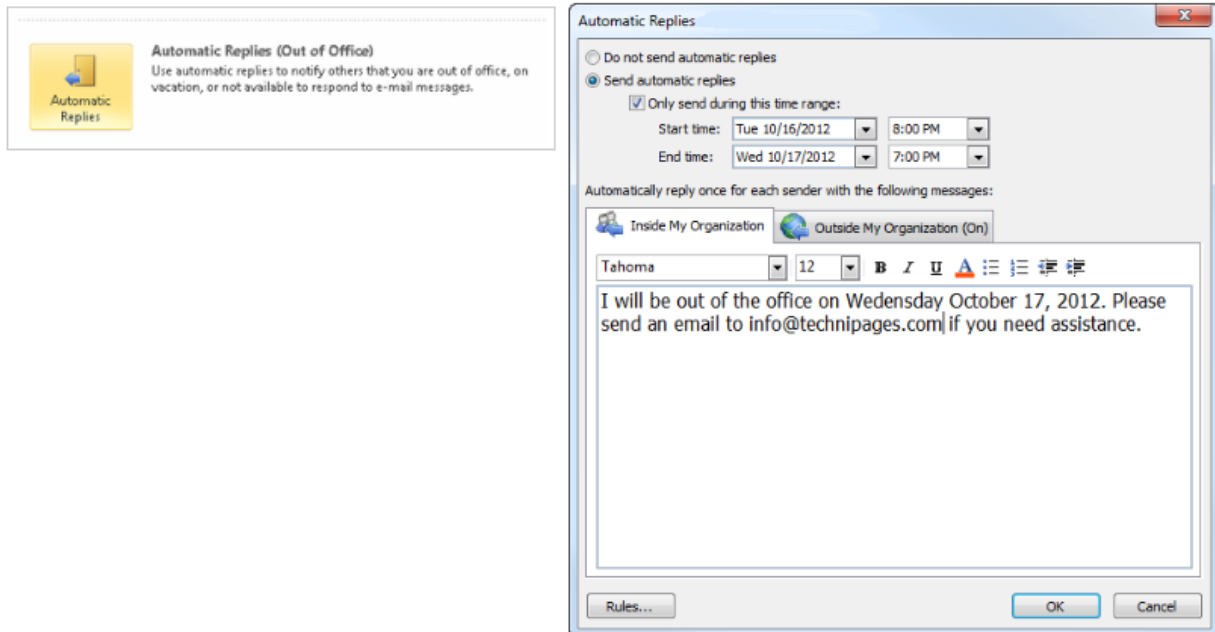 Automatic Replies (Out of Office)
Use automatic replies to notify others that you are out of office, on
vacation, or not available to respond to e-mail messages.
Automatic
Replies
Automatic Replies
Do not send automatic replies
Send automatic replies
Only send during this time range:
Start time: Tue 10/16/2012 8:00 PM
End time: Wed 10/17/2012 7:00 PM
Automatically reply once for each sender with the following messages:
Inside My Organization Outside My Organization (On)
Tahoma 12 B I U A
I will be out of the office on Wedensday October 17, 2012. Please
send an email to info@technipages.com if you need assistance.
Rules... OK Cancel